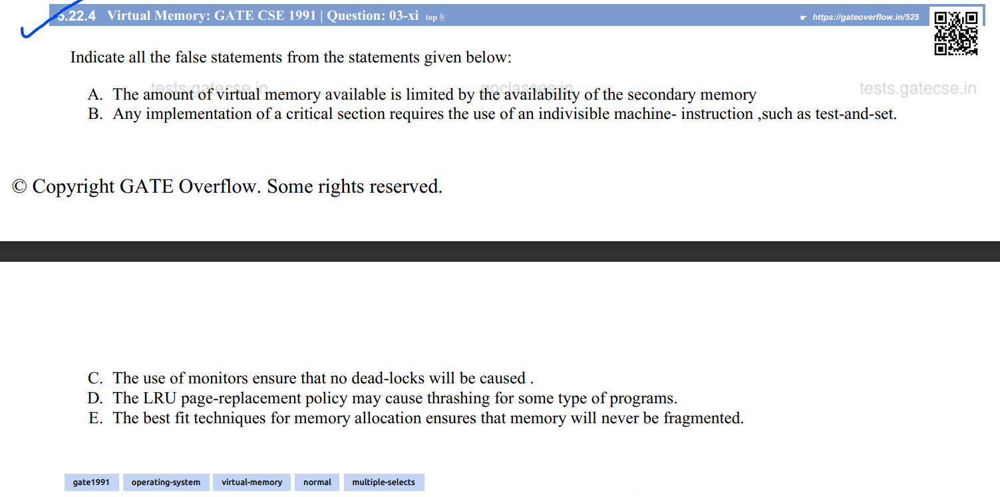 5.22.4 Virtual Memory: GATE CSE 1991 | Question: 03-xi top
https://gateoverflow.in/525
Indicate all the false statements from the statements given below:
tests.gatecse.in goclasses.in tests.gatecse.in
A. The amount of virtual memory available is limited by the availability of the secondary memory
B. Any implementation of a critical section requires the use of an indivisible machine- instruction ,such as test-and-set.
© Copyright GATE Overflow. Some rights reserved.
C. The use of monitors ensure that no dead-locks will be caused .
D. The LRU page-replacement policy may cause thrashing for some type of programs.
E. The best fit techniques for memory allocation ensures that memory will never be fragmented.
gate1991 operating-system virtual-memory normal multiple-selects